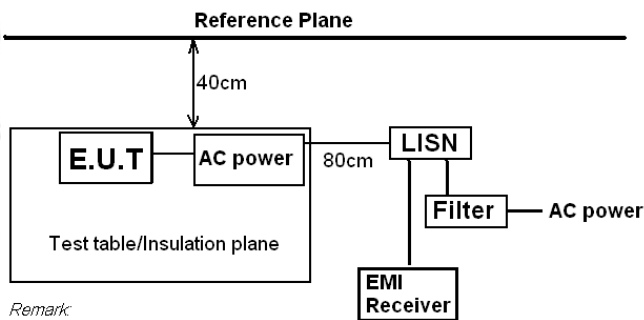 Reference Plane
40cm
E.U.T
AC power
80cm
LISN
Filter
AC power
Test table/Insulation plane
EMI
Receiver
Remark: